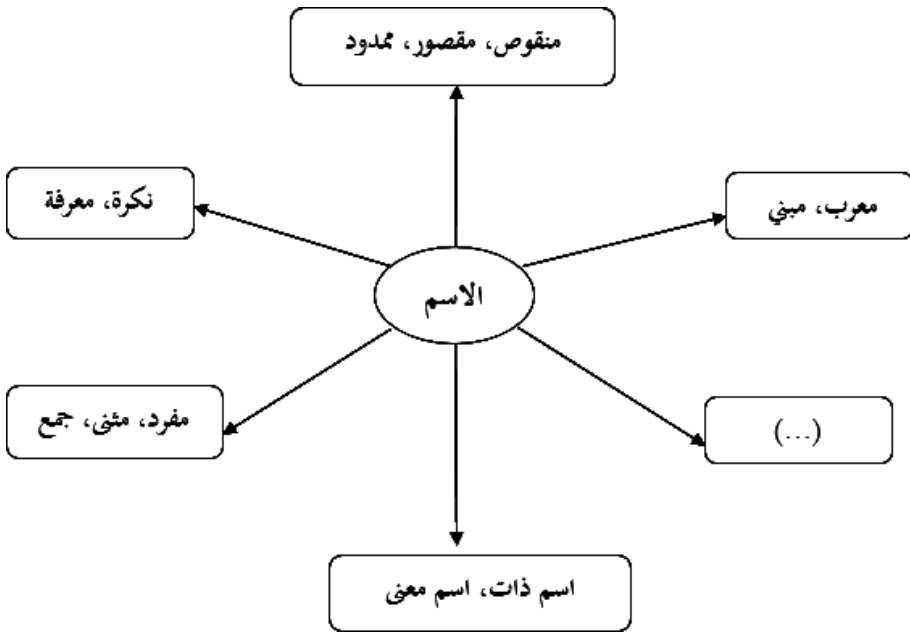 منقوص، مقصور، ممدود
معرب، مبني
نكرة، معرفة
الاسم
(...)
مفرد، مثنى، جمع
اسم ذات، اسم معنى